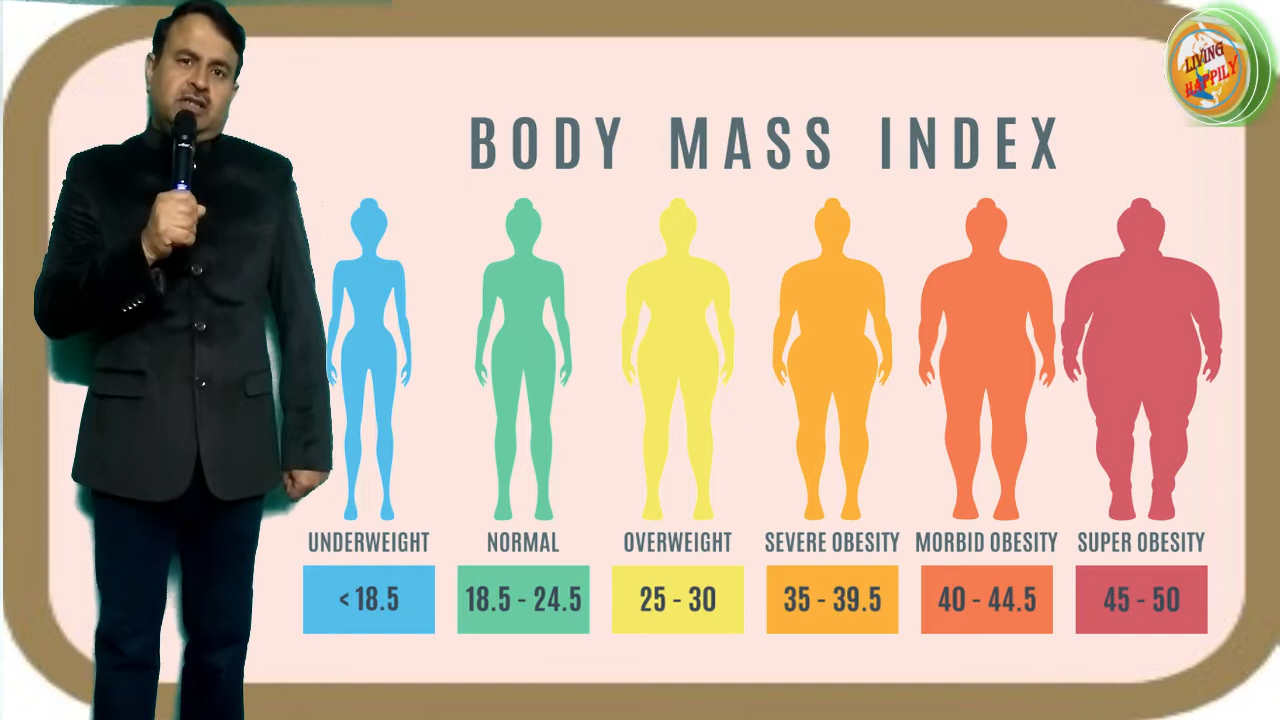 LIVING
HAPPILY
BODY MASS INDEX
UNDERWEIGHT NORMAL OVERWEIGHT SEVERE OBESITY MORBID OBESITY SUPER OBESITY
< 18.5 18.5 - 24.5 25 - 30 35 - 39.5 40 - 44.5 45 - 50